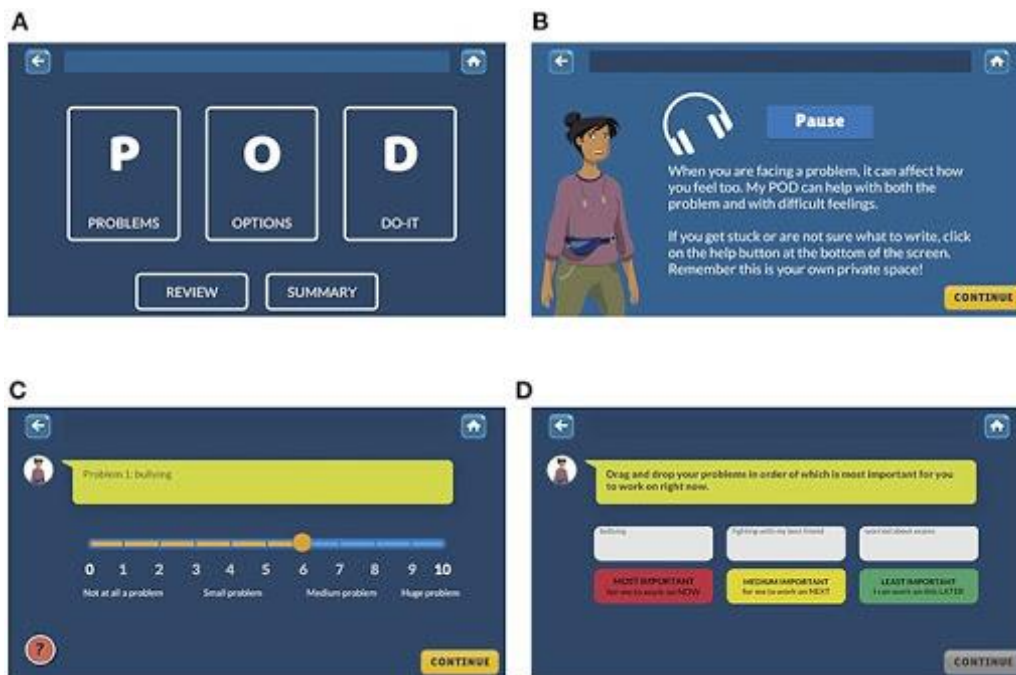 A
P
PROBLEMS
O
OPTIONS
D
DO-IT
REVIEW
SUMMARY
B
Pause
When you are facing a problem, it can affect how
you feel too. My POD can help with both the
problem and with difficult feelings.
If you get stuck or are not sure what to write, click
on the help button at the bottom of the screen.
Remember this is your own private space!
CONTINUE
C
Problem 1: bullying
0 1 2 3 4 5 6 7 8 9 10
Not at all a problem Small problem Medium problem Huge problem
?
CONTINUE
D
Drag and drop your problems in order of which is most important for you
to work on right now.
bullying
fighting with my best friend
worried about exams
MOST IMPORTANT
for me to work on NOW
MEDIUM IMPORTANT
for me to work on NEXT
LEAST IMPORTANT
I can work on this LATER
CONTINUE